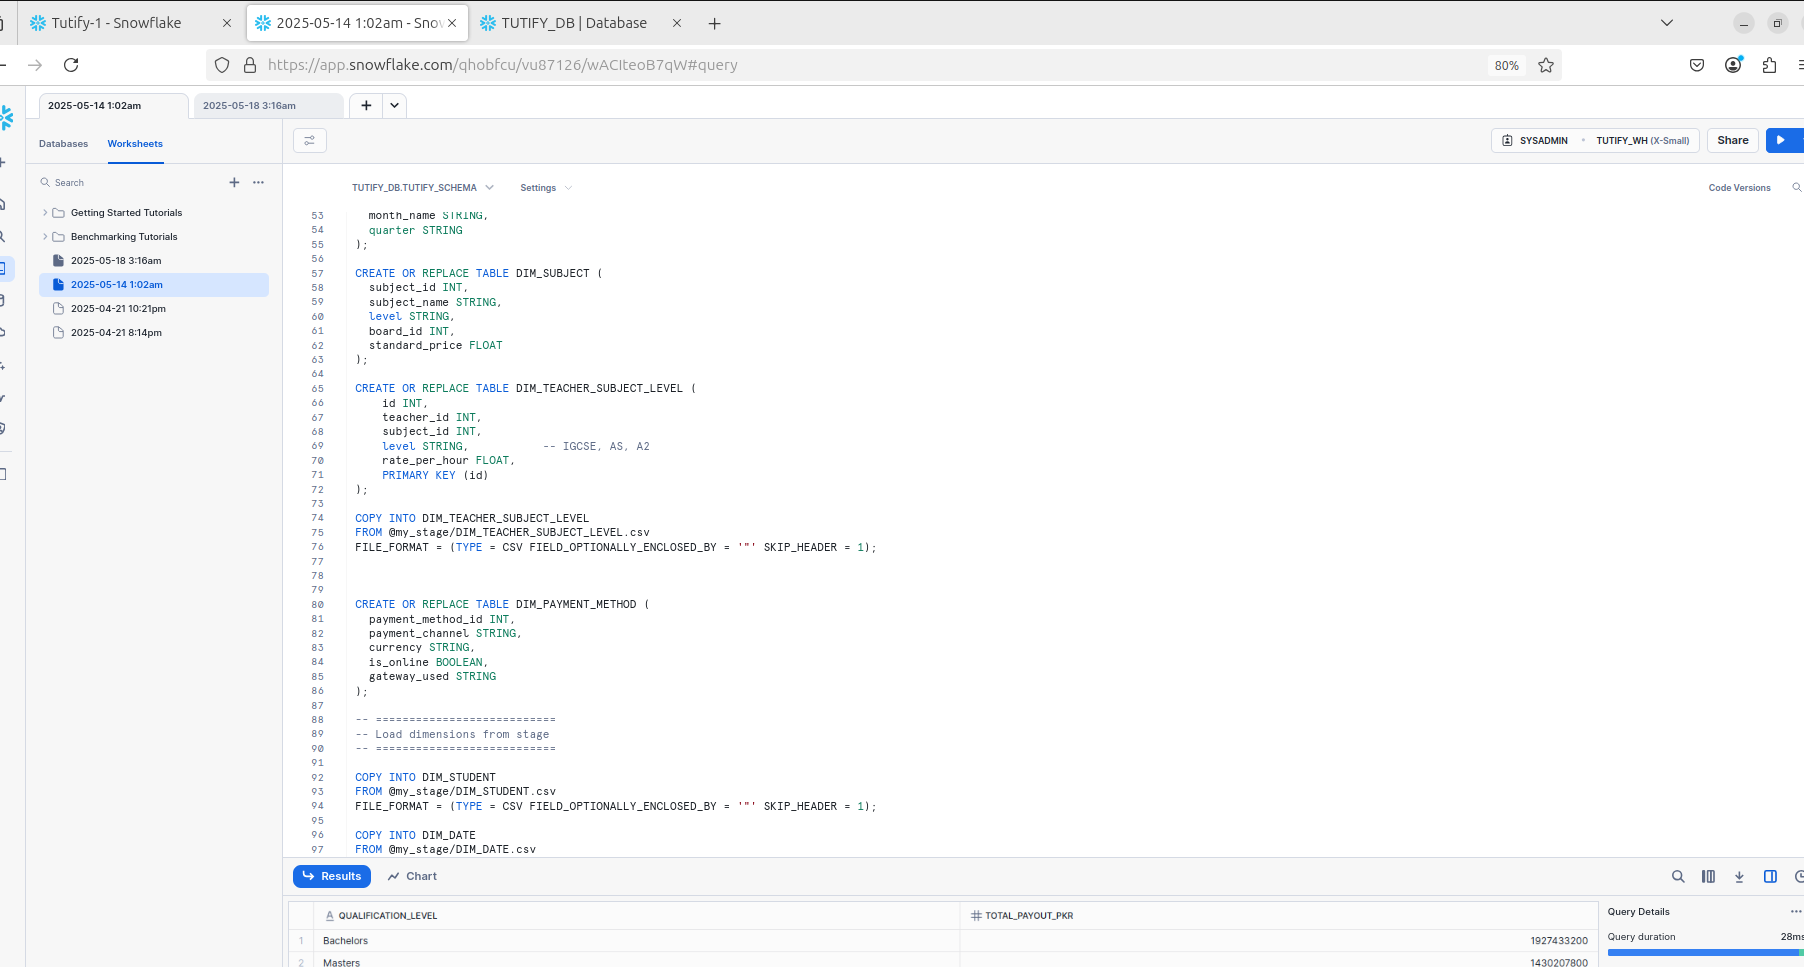 Tutify-1 - Snowflake
2025-05-14 1:02am - Snow
TUTIFY_DB | Database
https://app.snowflake.com/qhobfcu/vu87126/wACIteoB7qW#query
80%
2025-05-14 1:02am
2025-05-18 3:16am
Databases
Worksheets
SYSADMIN
TUTIFY_WH (X-Small)
Share
Search
TUTIFY_DB.TUTIFY_SCHEMA
Settings
Code Versions
Getting Started Tutorials
Benchmarking Tutorials
2025-05-18 3:16am
2025-05-14 1:02am
2025-04-21 10:21pm
2025-04-21 8:14pm
53 month_name STRING,
54 quarter STRING
55 );
56
57 CREATE OR REPLACE TABLE DIM_SUBJECT (
58 subject_id INT,
59 subject_name STRING,
60 level STRING,
61 board_id INT,
62 standard_price FLOAT
63 );
64
65 CREATE OR REPLACE TABLE DIM_TEACHER_SUBJECT_LEVEL (
66 id INT,
67 teacher_id INT,
68 subject_id INT,
69 level STRING, -- IGCSE, AS, A2
70 rate_per_hour FLOAT,
71 PRIMARY KEY (id)
72 );
73
74 COPY INTO DIM_TEACHER_SUBJECT_LEVEL
75 FROM @my_stage/DIM_TEACHER_SUBJECT_LEVEL.csv
76 FILE_FORMAT = (TYPE = CSV FIELD_OPTIONALLY_ENCLOSED_BY = '"' SKIP_HEADER = 1);
77
78
79
80 CREATE OR REPLACE TABLE DIM_PAYMENT_METHOD (
81 payment_method_id INT,
82 payment_channel STRING,
83 currency STRING,
84 is_online BOOLEAN,
85 gateway_used STRING
86 );
87
88 -- ===========================
89 -- Load dimensions from stage
90 -- ===========================
91
92 COPY INTO DIM_STUDENT
93 FROM @my_stage/DIM_STUDENT.csv
94 FILE_FORMAT = (TYPE = CSV FIELD_OPTIONALLY_ENCLOSED_BY = '"' SKIP_HEADER = 1);
95
96 COPY INTO DIM_DATE
97 FROM @my_stage/DIM_DATE.csv
Results
Chart
QUALIFICATION_LEVEL
TOTAL_PAYOUT_PKR
1 Bachelors 1927433200
2 Masters 1430207800
Query Details
Query duration 28ms